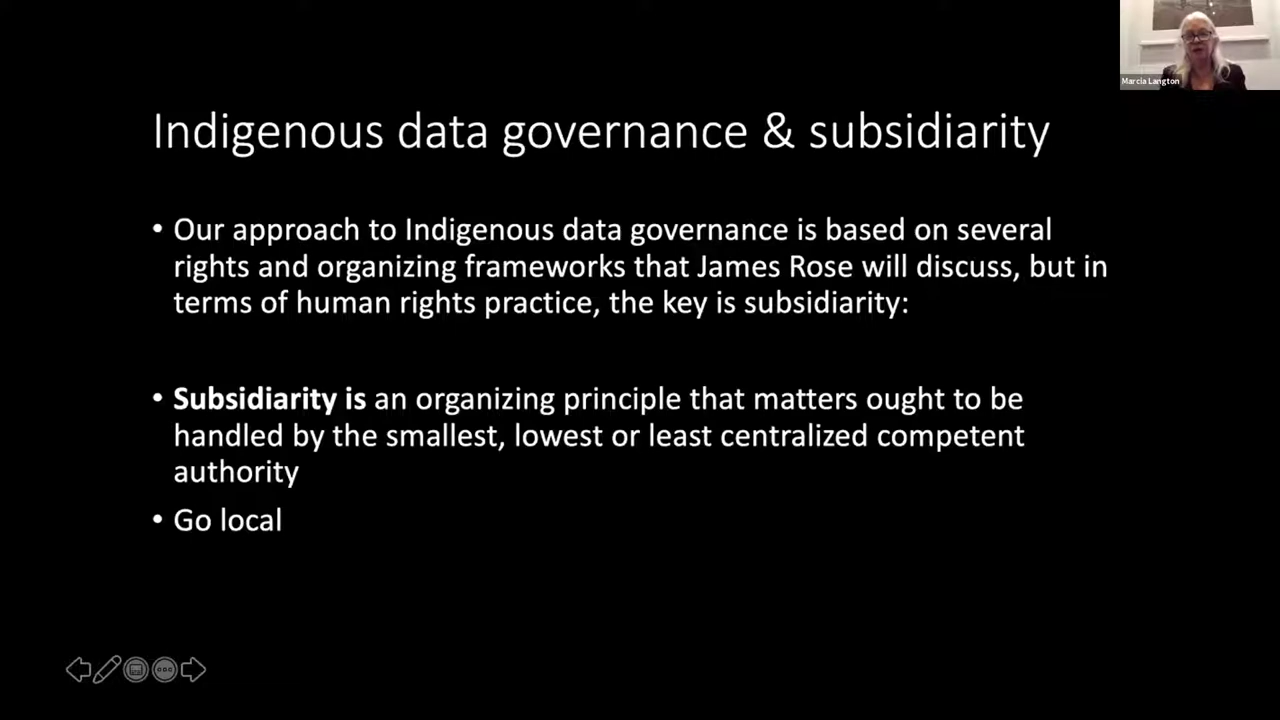 Marcia Langton
Indigenous data governance & subsidiarity
• Our approach to Indigenous data governance is based on several
rights and organizing frameworks that James Rose will discuss, but in
terms of human rights practice, the key is subsidiarity:
• Subsidiarity is an organizing principle that matters ought to be
handled by the smallest, lowest or least centralized competent
authority
• Go local